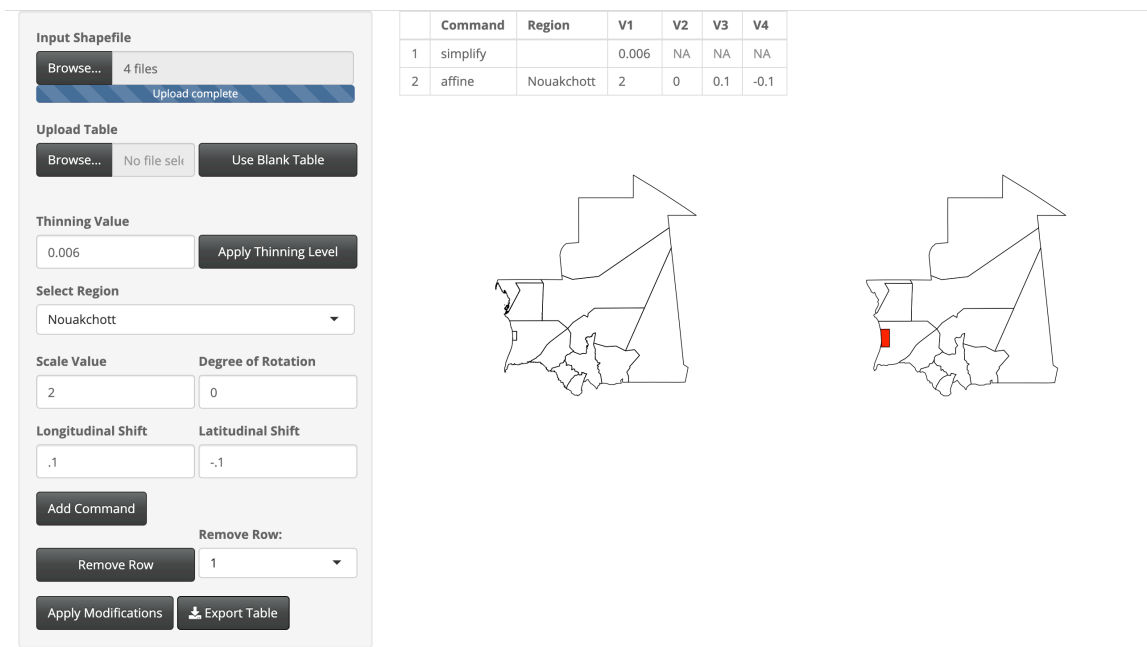 Input Shapefile
Browse... 4 files
Upload complete
Upload Table
Browse... No file sele Use Blank Table
Thinning Value
0.006 Apply Thinning Level
Select Region
Nouakchott
Scale Value Degree of Rotation
2 0
Longitudinal Shift Latitudinal Shift
.1 -.1
Add Command
Remove Row:
Remove Row 1
Apply Modifications Export Table
Command Region V1 V2 V3 V4
1 simplify 0.006 NA NA NA
2 affine Nouakchott 2 0 0.1 -0.1